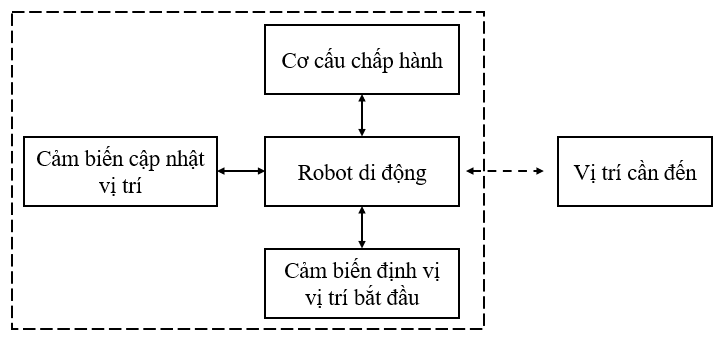 Cơ cấu chấp hành
Cảm biến cập nhật
vị trí
Robot di động
Vị trí cần đến
Cảm biến định vị
vị trí bắt đầu